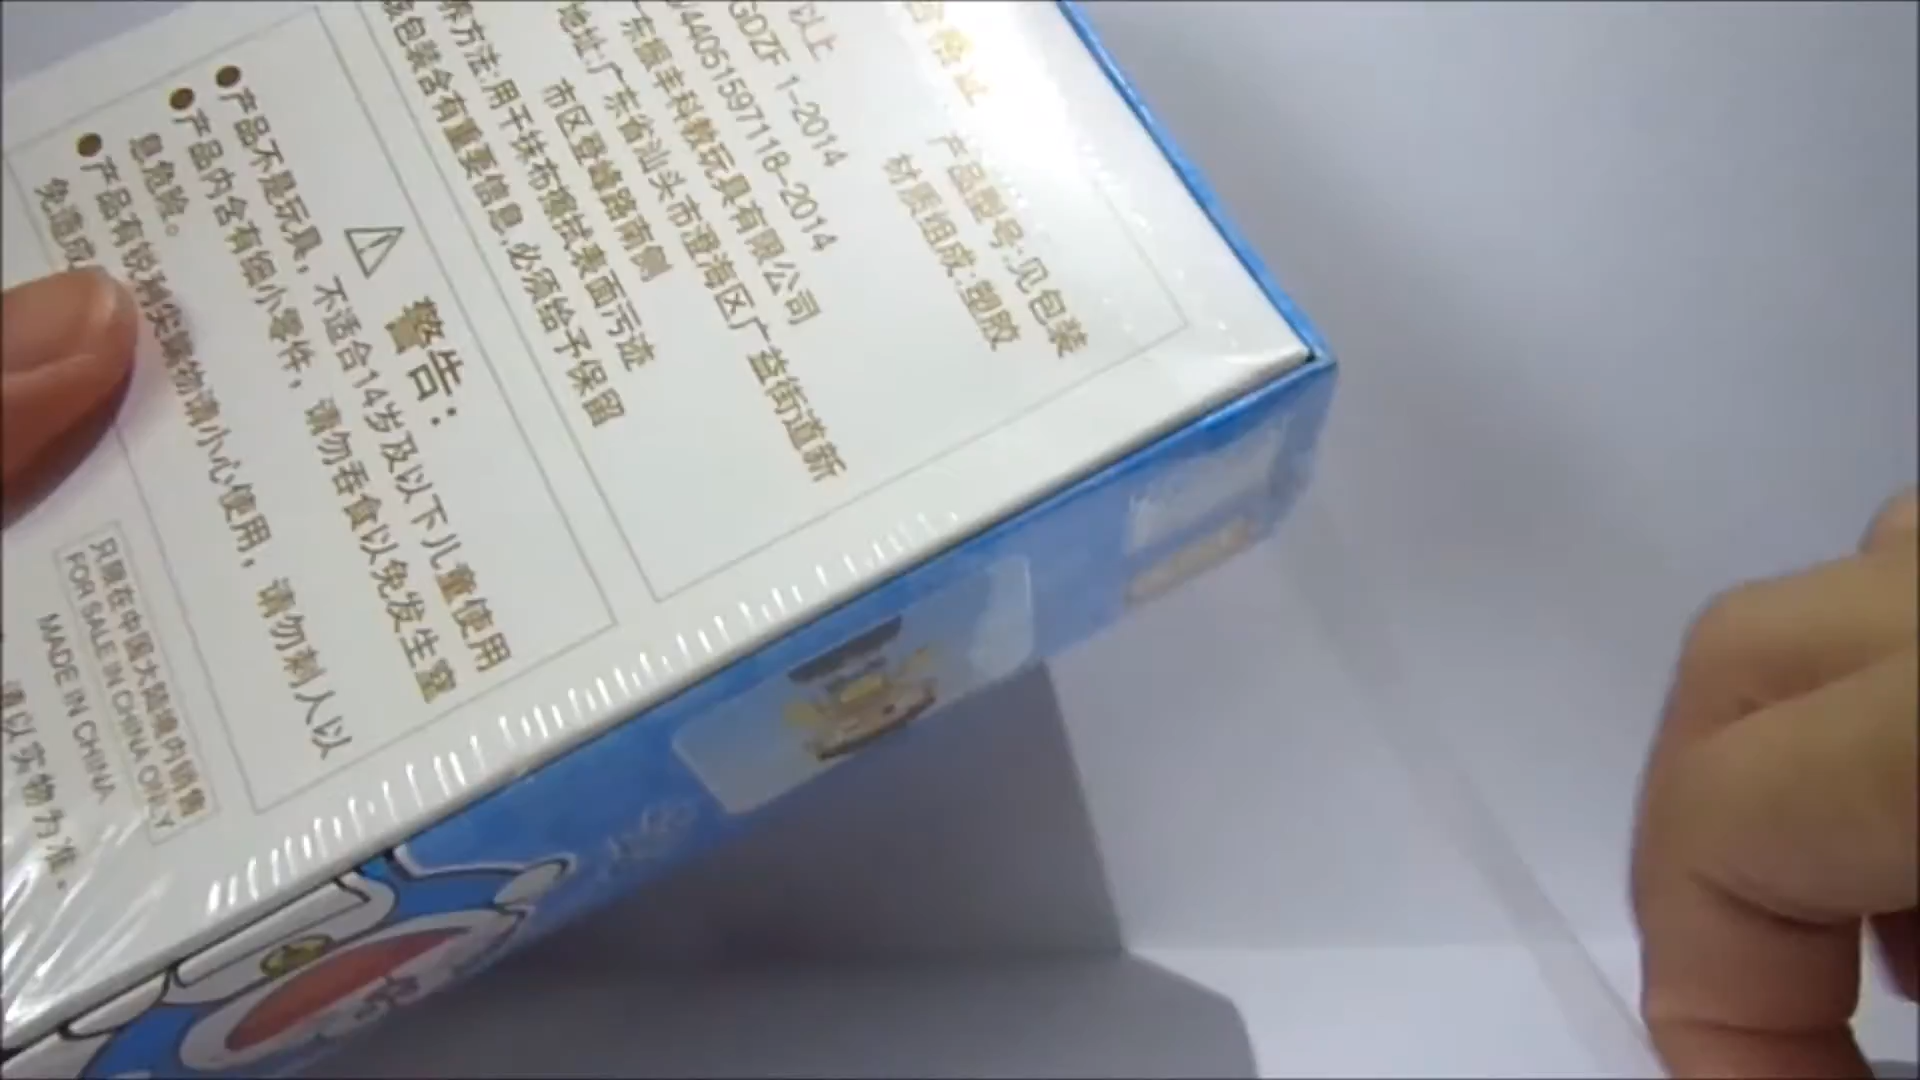 合格证
产品型号:见包装
材质组成:塑胶
以上
GDZF 1-2014
/44051597118-2014
东振丰科教玩具有限公司
地址:广东省汕头市澄海区广益街道新
市区登峰路南侧
养方法:用干抹布擦拭表面污迹
包装含有重要信息,必须给予保留
警告:
●产品不是玩具，不适合14岁及以下儿童使用
●产品内含有细小零件，请勿吞食以免发生窒
息危险。
●产品有锐利尖端物请小心使用，请勿刺人以
免造成
只限在中国大陆境内销售
FOR SALE IN CHINA ONLY
MADE IN CHINA
请以实物为准.